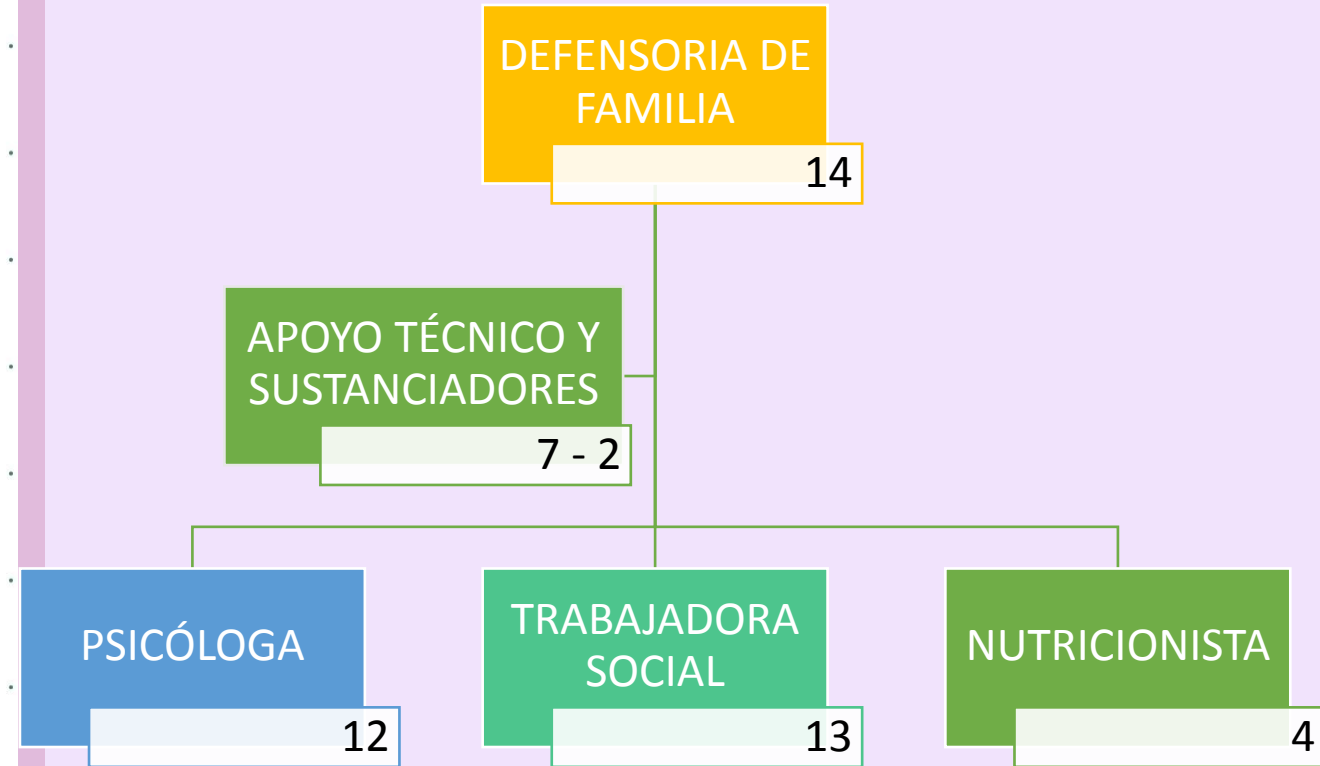 DEFENSORIA DE
FAMILIA
14
APOYO TÉCNICO Y
SUSTANCIADORES
7 - 2
PSICÓLOGA
12
TRABAJADORA
SOCIAL
13
NUTRICIONISTA
4